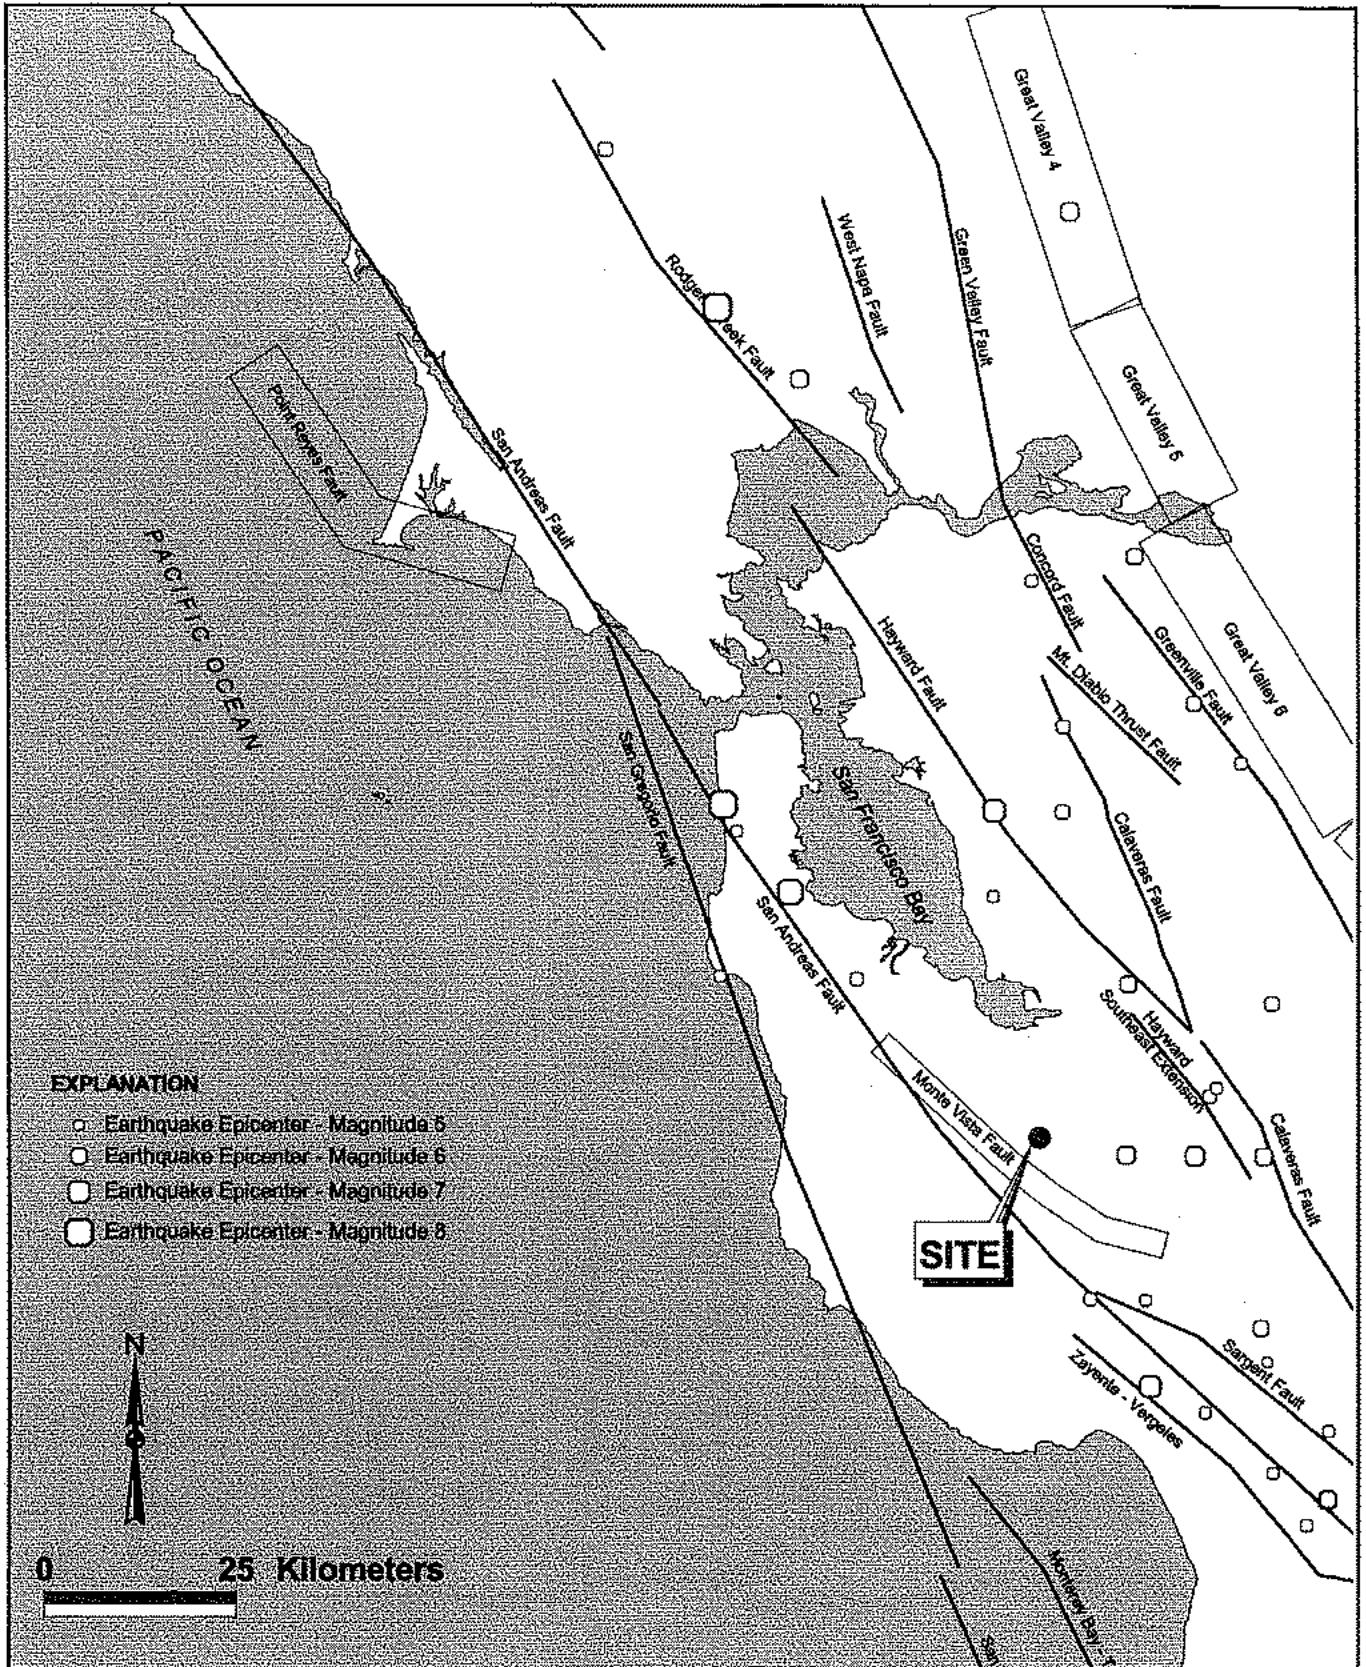 Great Valley 4
West Napa Fault
Green Valley Fault
Great Valley 5
Point Reyes Fault
San Andreas Fault
PACIFIC OCEAN
Concord Fault
Hayward Fault
Greenville Fault
Great Valley 6
Mt. Diablo Thrust Fault
San Gregorio Fault
San Francisco Bay
Calaveras Fault
San Andreas Fault
Hayward
Southeast Extension
Monte Vista Fault
Calaveras Fault
EXPLANATION
Earthquake Epicenter - Magnitude 5
Earthquake Epicenter - Magnitude 6
Earthquake Epicenter - Magnitude 7
Earthquake Epicenter - Magnitude 8
SITE
Sargent Fault
Zayente - Vergeles
N
0 25 Kilometers
Monterey Bay - T
San